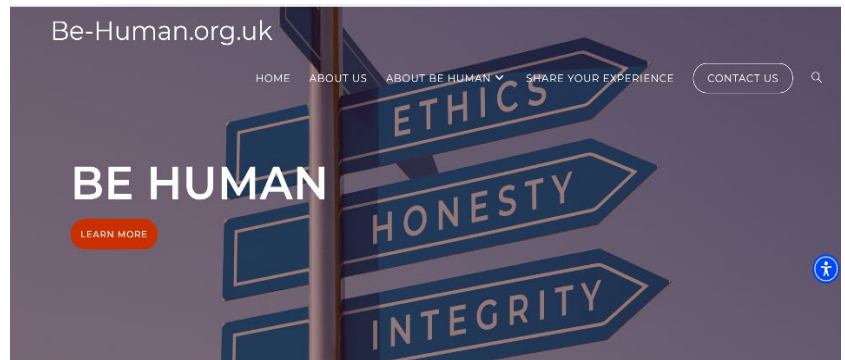 Be-Human.org.uk
HOME ABOUT US ABOUT BE HUMAN SHARE YOUR EXPERIENCE CONTACT US
ETHICS
BE HUMAN
HONESTY
LEARN MORE
INTEGRITY